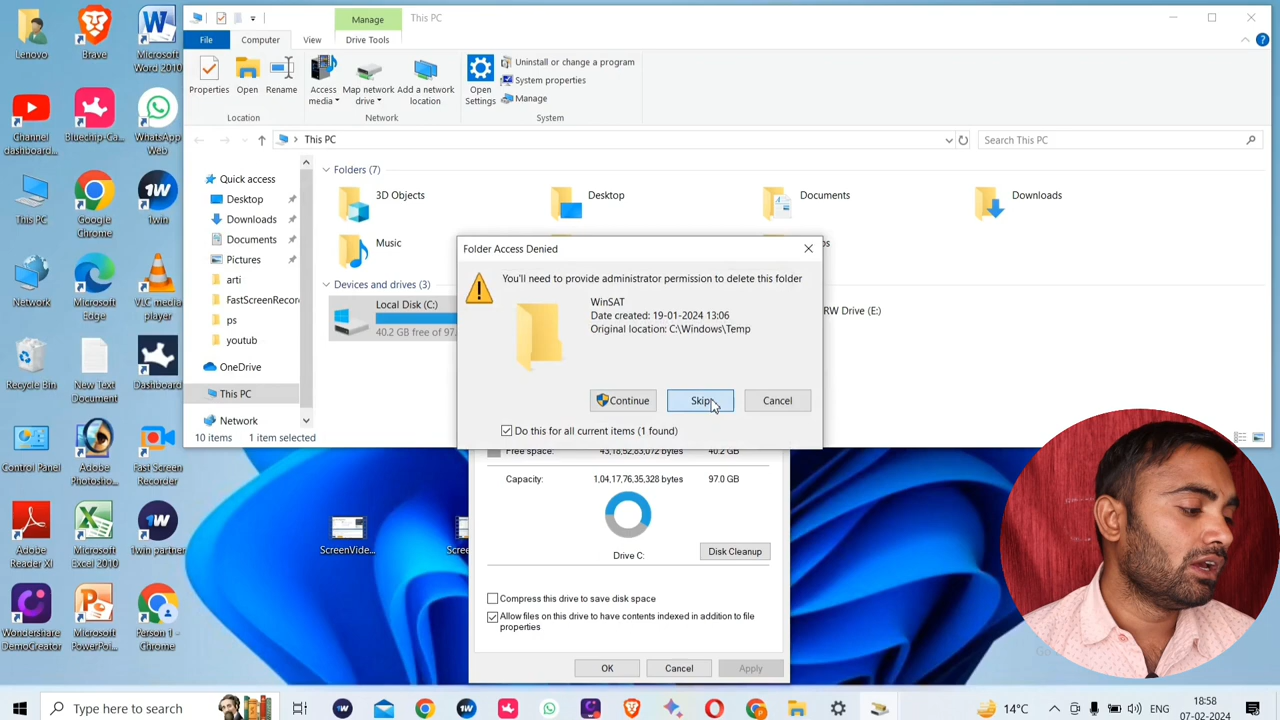 Manage
This PC
File
Computer
View
Drive Tools
Properties
Open
Rename
Access media
Map network drive
Add a network location
Open Settings
Uninstall or change a program
System properties
Manage
Location
Network
System
This PC
Search This PC
Quick access
Desktop
Downloads
Documents
Pictures
arti
FastScreenRecor
ps
youtub
OneDrive
This PC
Network
Folders (7)
3D Objects
Desktop
Documents
Downloads
Music
Devices and drives (3)
Local Disk (C:)
40.2 GB free of 97.
RW Drive (E:)
10 items
1 item selected
Folder Access Denied
You'll need to provide administrator permission to delete this folder
WinSAT
Date created: 19-01-2024 13:06
Original location: C:\Windows\Temp
Continue
Skip
Cancel
Do this for all current items (1 found)
Free space:
43,18,52,83,072 bytes
40.2 GB
Capacity:
1,04,17,76,35,328 bytes
97.0 GB
Drive C:
Disk Cleanup
Compress this drive to save disk space
Allow files on this drive to have contents indexed in addition to file
properties
OK
Cancel
Apply
Lenovo
Brave
Microsoft
Word 2010
Channel
dashboard...
Bluechip-Ga...
WhatsApp
Web
This PC
Google
Chrome
1win
Network
Microsoft
Edge
VLC media
player
Recycle Bin
New Text
Document
Dashboard
Control Panel
Adobe
Photosho...
Fast Screen
Recorder
Adobe
Reader XI
Microsoft
Excel 2010
1win partner
Wondershare
DemoCreator
Microsoft
PowerPoi...
Person 1 -
Chrome
ScreenVide...
Type here to search
14°C
ENG
18:58
07-02-2024